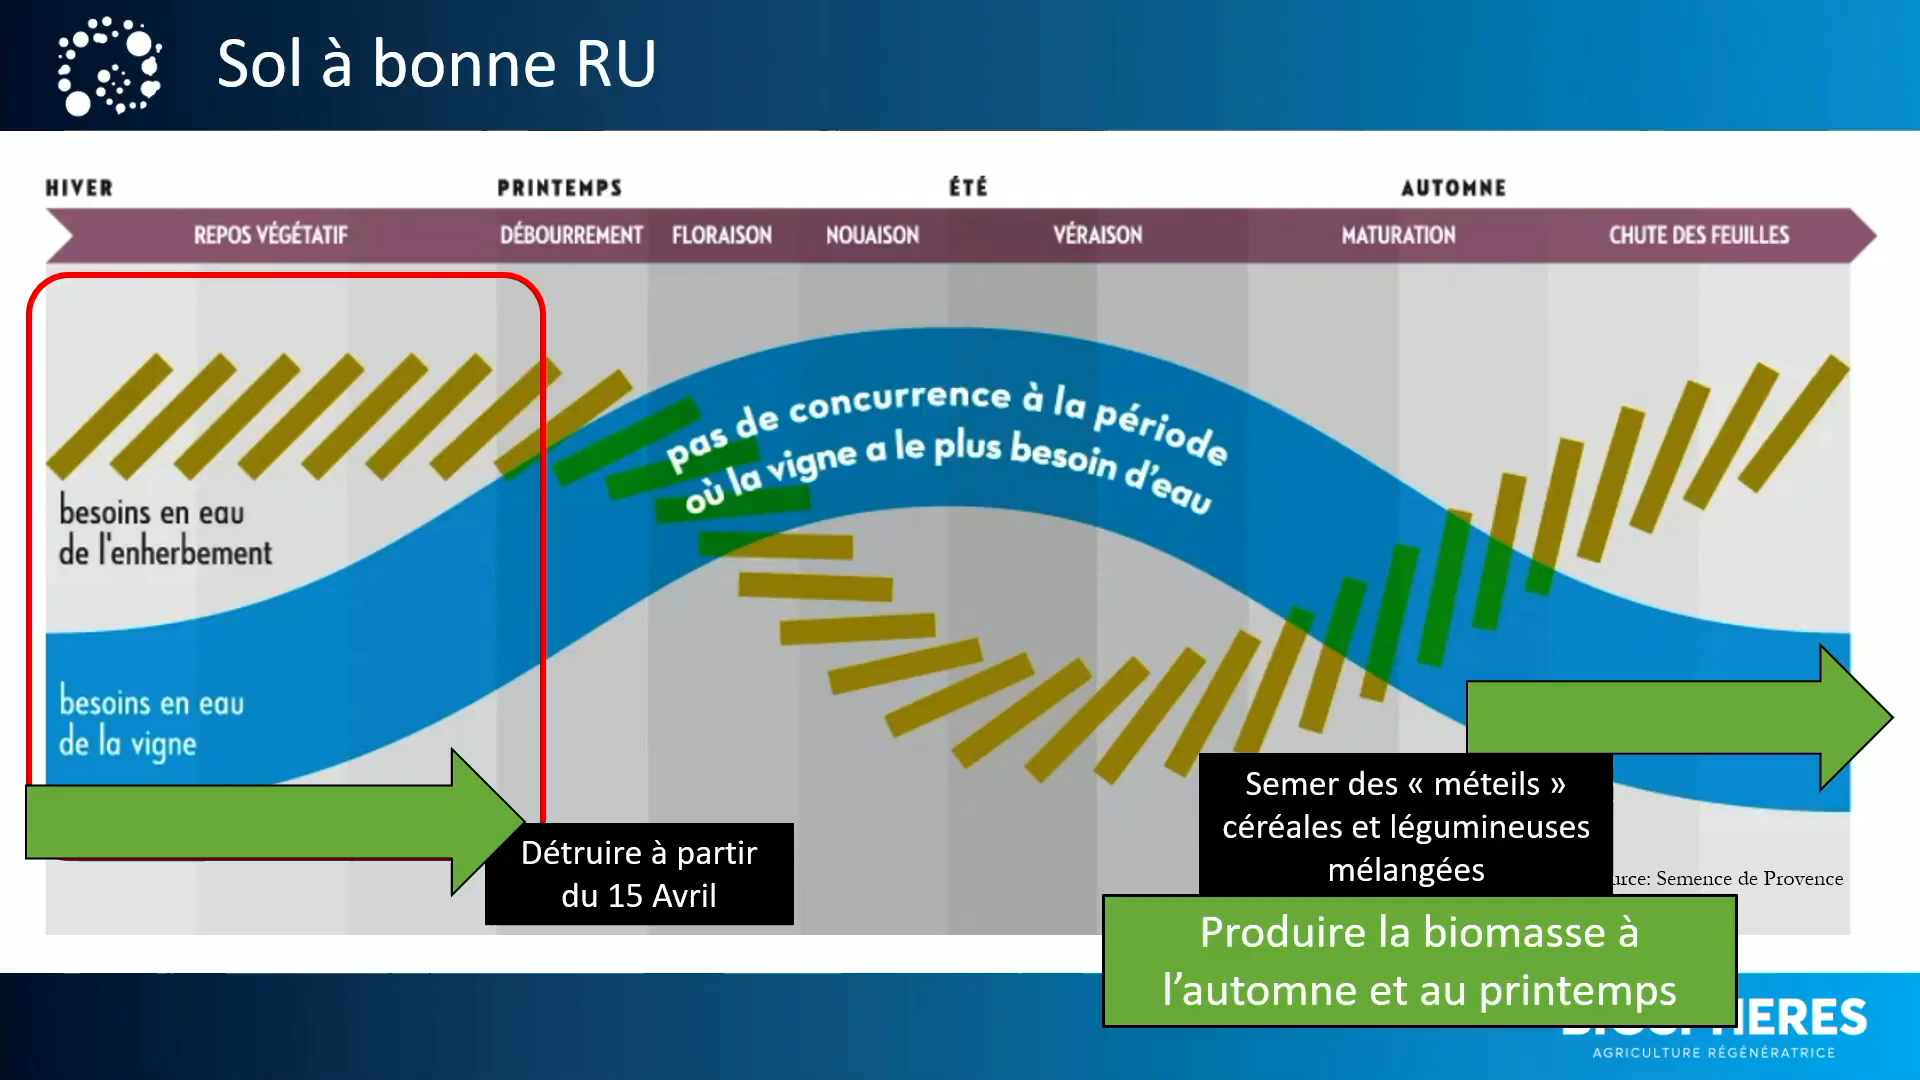 Sol à bonne RU
HIVER
PRINTEMPS
ÉTÉ
AUTOMNE
REPOS VÉGÉTATIF
DÉBOURREMENT
FLORAISON
NOUAISON
VÉRAISON
MATURATION
CHUTE DES FEUILLES
pas de concurrence à la période
où la vigne a le plus besoin d'eau
besoins en eau
de l'enherbement
besoins en eau
de la vigne
Détruire à partir
du 15 Avril
Semer des « méteils »
céréales et légumineuses
mélangées
Semence de Provence
Produire la biomasse à
l’automne et au printemps
AGRICULTURE RÉGÉNÉRATRICE